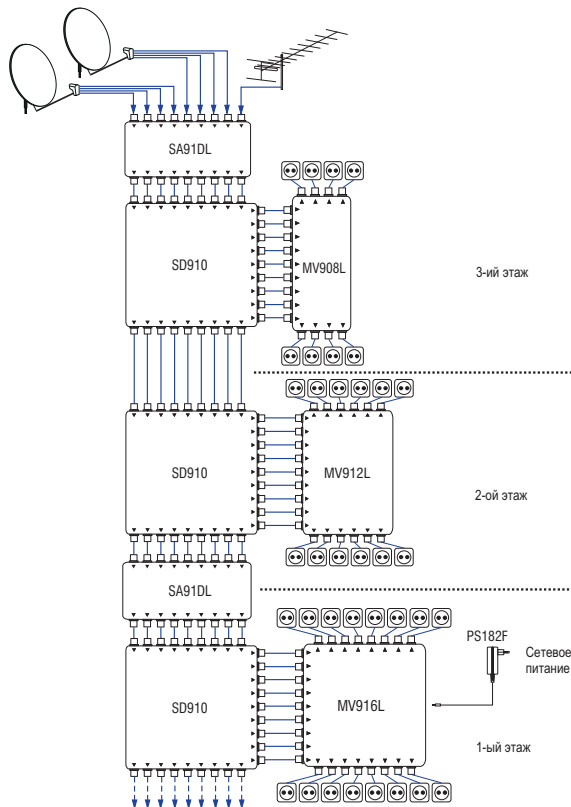 SA91DL
SD910
MV908L
3-ий этаж
SD910
MV912L
2-ой этаж
SA91DL
PS182F
Сетевое
питание
SD910
MV916L
1-ый этаж